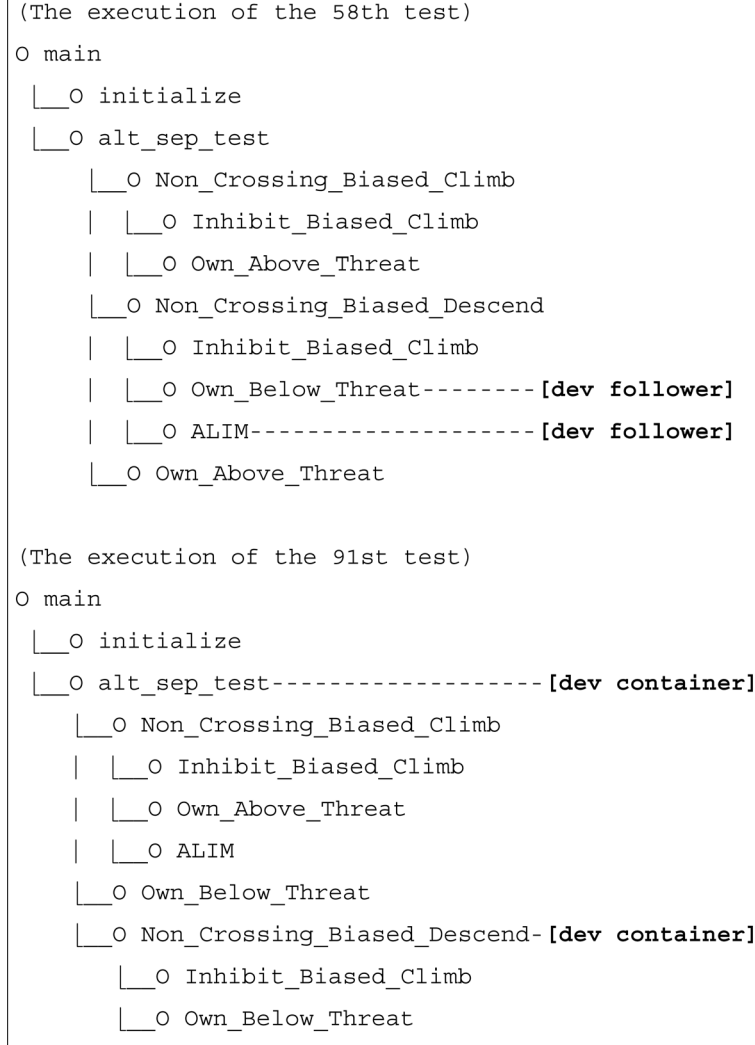 (The execution of the 58th test)
O main
|__O initialize
|__O alt_sep_test
|__O Non_Crossing_Biased_Climb
| |__O Inhibit_Biased_Climb
| |__O Own_Above_Threat
|__O Non_Crossing_Biased_Descend
| |__O Inhibit_Biased_Climb
| |__O Own_Below_Threat--------[dev follower]
| |__O ALIM--------------------[dev follower]
|__O Own_Above_Threat
(The execution of the 91st test)
O main
|__O initialize
|__O alt_sep_test-------------------[dev container]
|__O Non_Crossing_Biased_Climb
| |__O Inhibit_Biased_Climb
| |__O Own_Above_Threat
| |__O ALIM
|__O Own_Below_Threat
|__O Non_Crossing_Biased_Descend-[dev container]
|__O Inhibit_Biased_Climb
|__O Own_Below_Threat